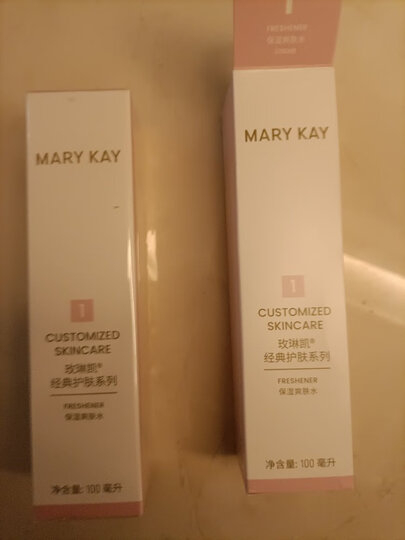 MARY KAY
1
CUSTOMIZED
SKINCARE
玫琳凯®
经典护肤系列
FRESHENER
保湿爽肤水
净含量: 100 毫升
1
FRESHENER
保湿爽肤水
MARY KAY
1
CUSTOMIZED
SKINCARE
玫琳凯®
经典护肤系列
FRESHENER
保湿爽肤水
净含量: 100 毫升